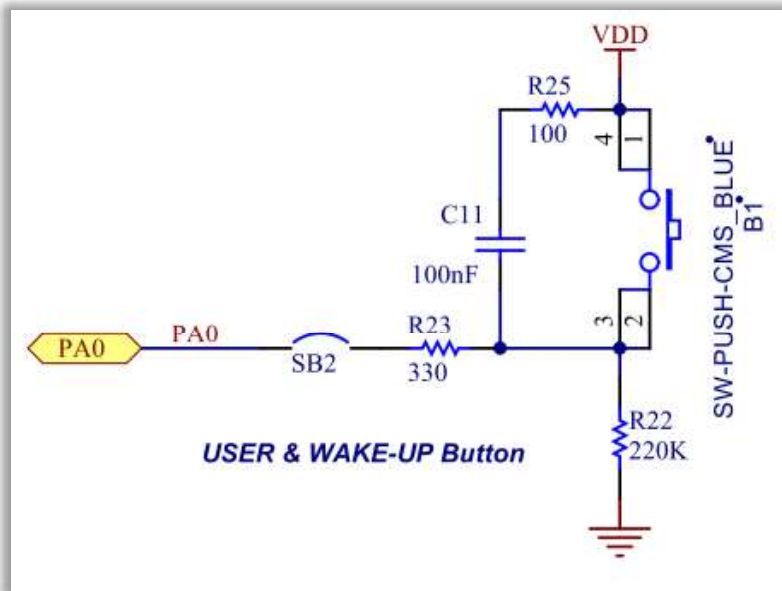 VDD
R25
100
4
1
C11
100nF
SW-PUSH-CMS_BLUE
B1
3
2
PA0
PA0
SB2
R23
330
R22
220K
USER & WAKE-UP Button